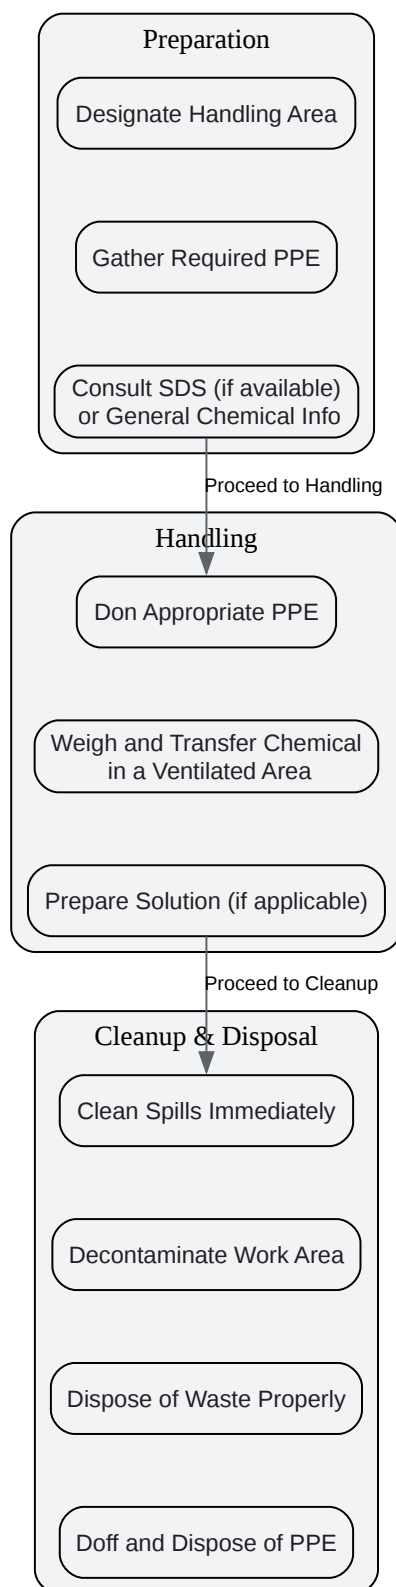 Preparation
Designate Handling Area
Gather Required PPE
Consult SDS (if available)
or General Chemical Info
Proceed to Handling
Handling
Don Appropriate PPE
Weigh and Transfer Chemical
in a Ventilated Area
Prepare Solution (if applicable)
Proceed to Cleanup
Cleanup & Disposal
Clean Spills Immediately
Decontaminate Work Area
Dispose of Waste Properly
Doff and Dispose of PPE